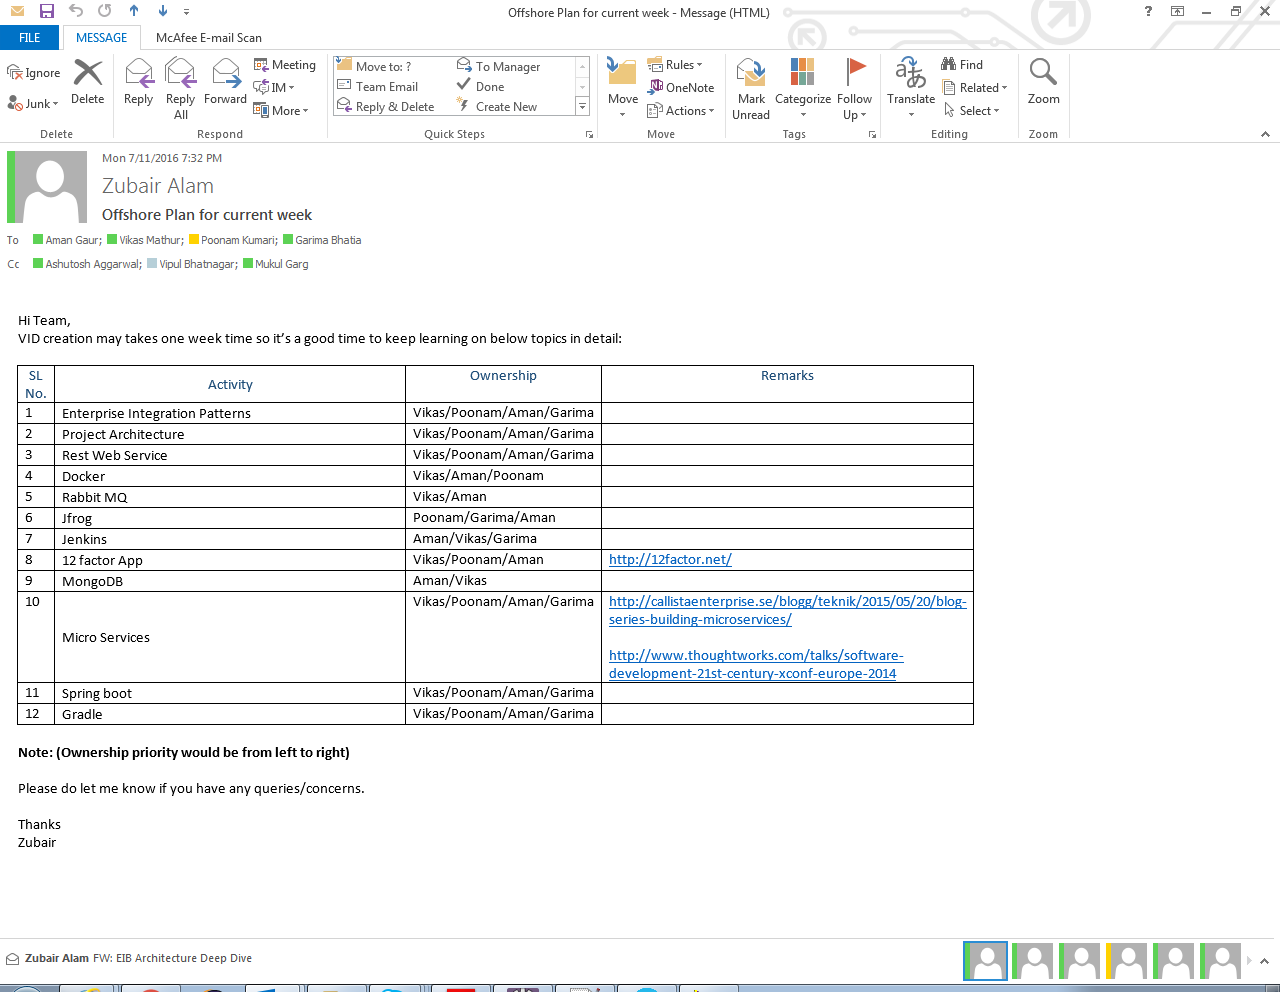 Offshore Plan for current week - Message (HTML)
?
FILE MESSAGE McAfee E-mail Scan
Ignore
Junk
Delete
Reply
Reply All
Forward
Meeting
IM
More
Move to: ?
Team Email
Reply & Delete
To Manager
Done
Create New
Move
Rules
OneNote
Actions
Mark Unread
Categorize
Follow Up
Translate
Find
Related
Select
Zoom
Delete Respond Quick Steps Move Tags Editing Zoom
Mon 7/11/2016 7:32 PM
Zubair Alam
Offshore Plan for current week
To Aman Gaur; Vikas Mathur; Poonam Kumari; Garima Bhatia
Cc Ashutosh Aggarwal; Vipul Bhatnagar; Mukul Garg
Hi Team,
VID creation may takes one week time so it's a good time to keep learning on below topics in detail:
SL No. Activity Ownership Remarks
1 Enterprise Integration Patterns Vikas/Poonam/Aman/Garima
2 Project Architecture Vikas/Poonam/Aman/Garima
3 Rest Web Service Vikas/Poonam/Aman/Garima
4 Docker Vikas/Aman/Poonam
5 Rabbit MQ Vikas/Aman
6 Jfrog Poonam/Garima/Aman
7 Jenkins Aman/Vikas/Garima
8 12 factor App Vikas/Poonam/Aman http://12factor.net/
9 MongoDB Aman/Vikas
10 Micro Services Vikas/Poonam/Aman/Garima http://callistaenterprise.se/blogg/teknik/2015/05/20/blog-
series-building-microservices/
http://www.thoughtworks.com/talks/software-
development-21st-century-xconf-europe-2014
11 Spring boot Vikas/Poonam/Aman/Garima
12 Gradle Vikas/Poonam/Aman/Garima
Note: (Ownership priority would be from left to right)
Please do let me know if you have any queries/concerns.
Thanks
Zubair
Zubair Alam FW: EIB Architecture Deep Dive